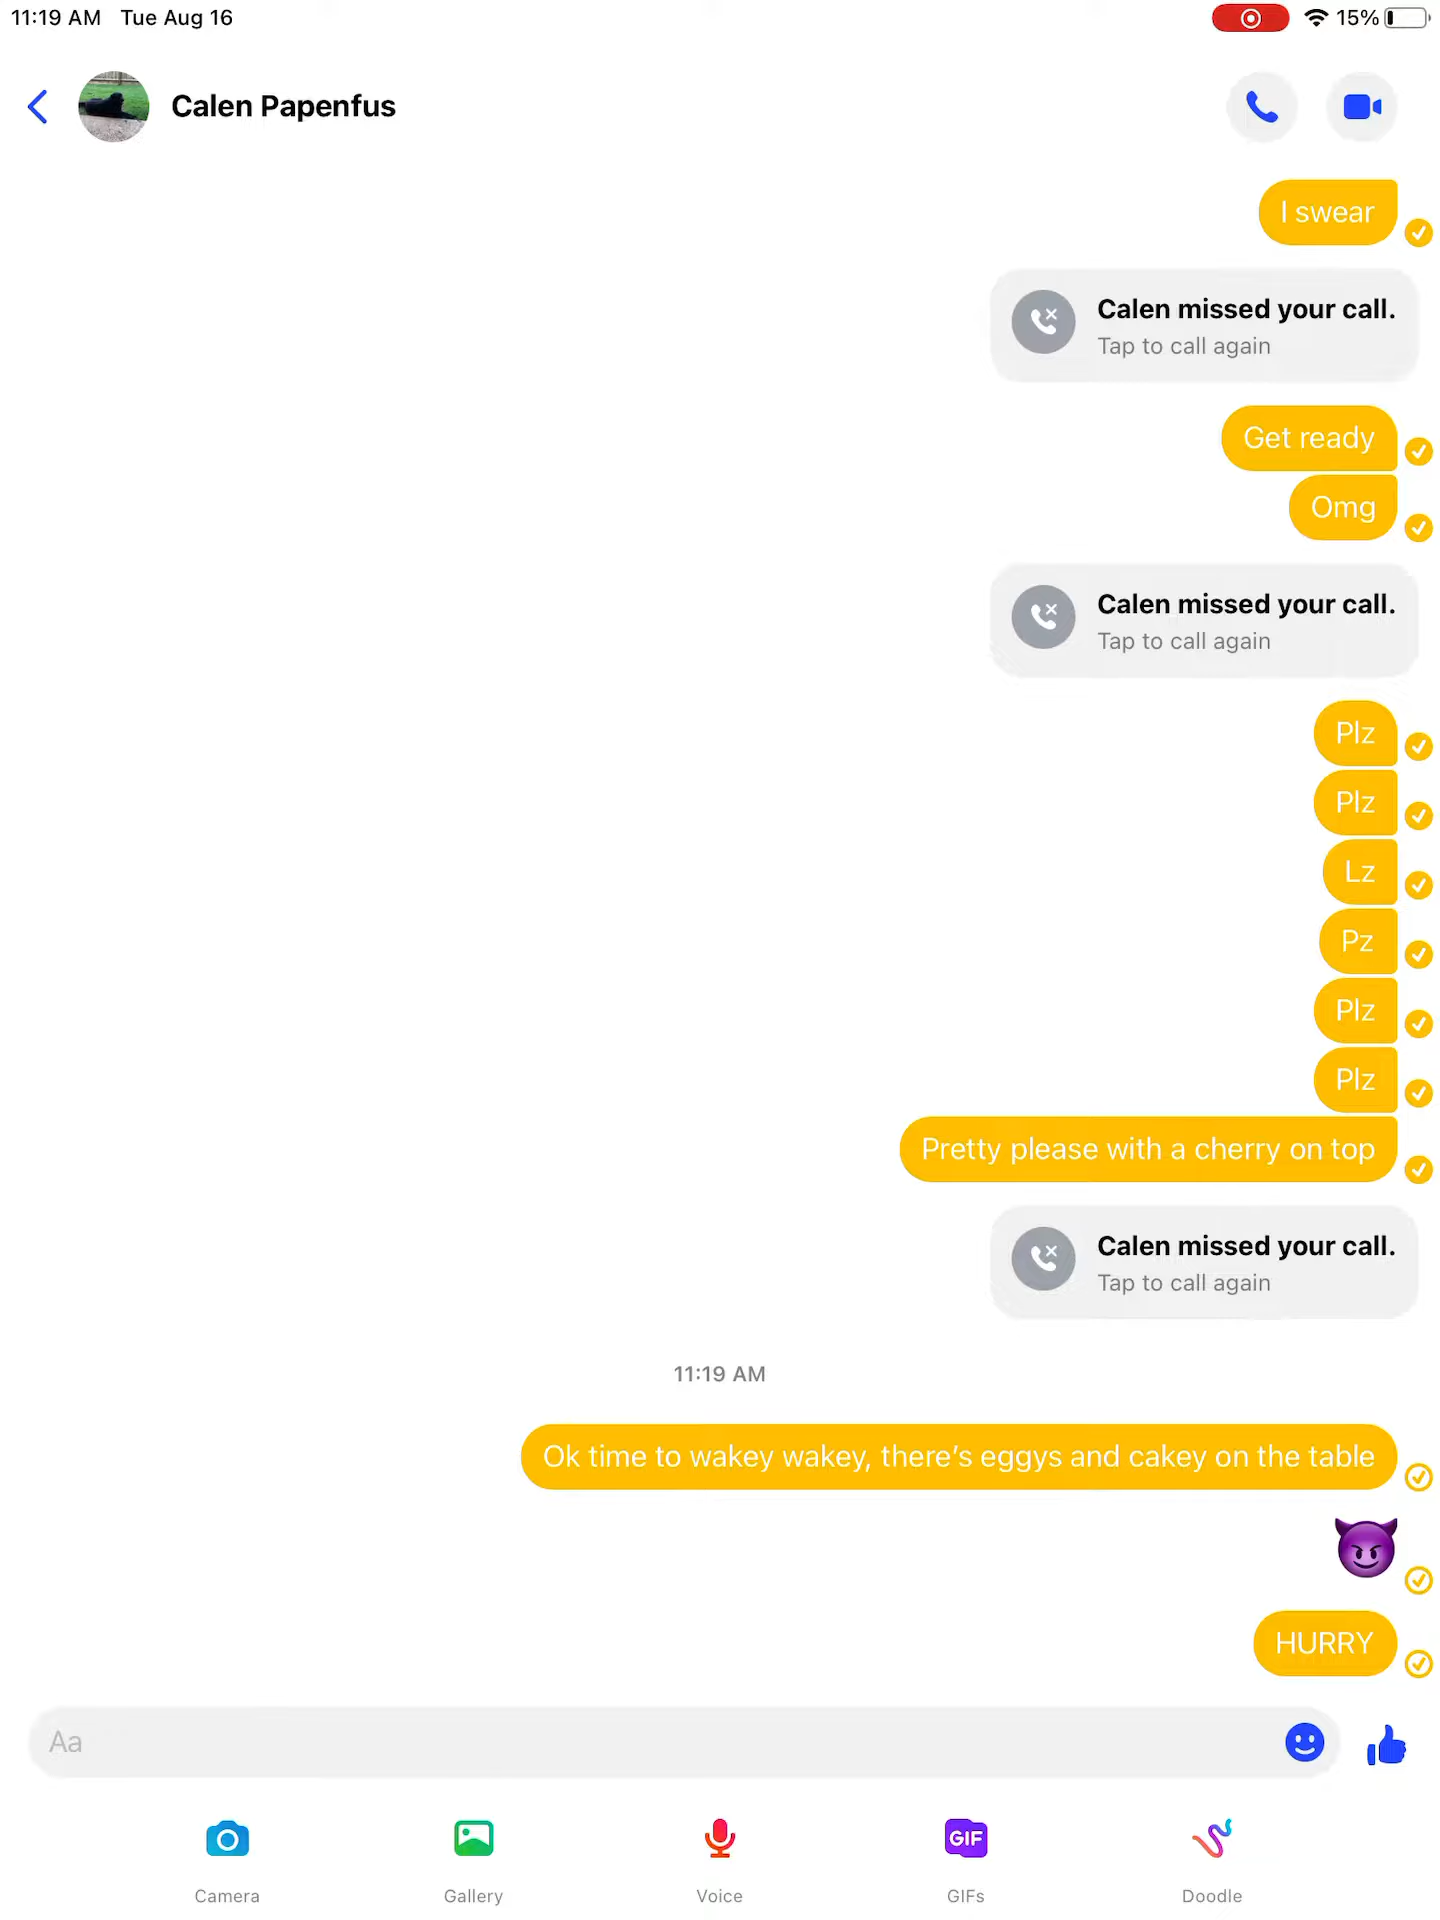 11:19 AM Tue Aug 16 15%
Calen Papenfus
I swear
Calen missed your call.
Tap to call again
Get ready
Omg
Calen missed your call.
Tap to call again
Plz
Plz
Lz
Pz
Plz
Plz
Pretty please with a cherry on top
Calen missed your call.
Tap to call again
11:19 AM
Ok time to wakey wakey, there’s eggys and cakey on the table
HURRY
Aa
GIF
Camera Gallery Voice GIFs Doodle